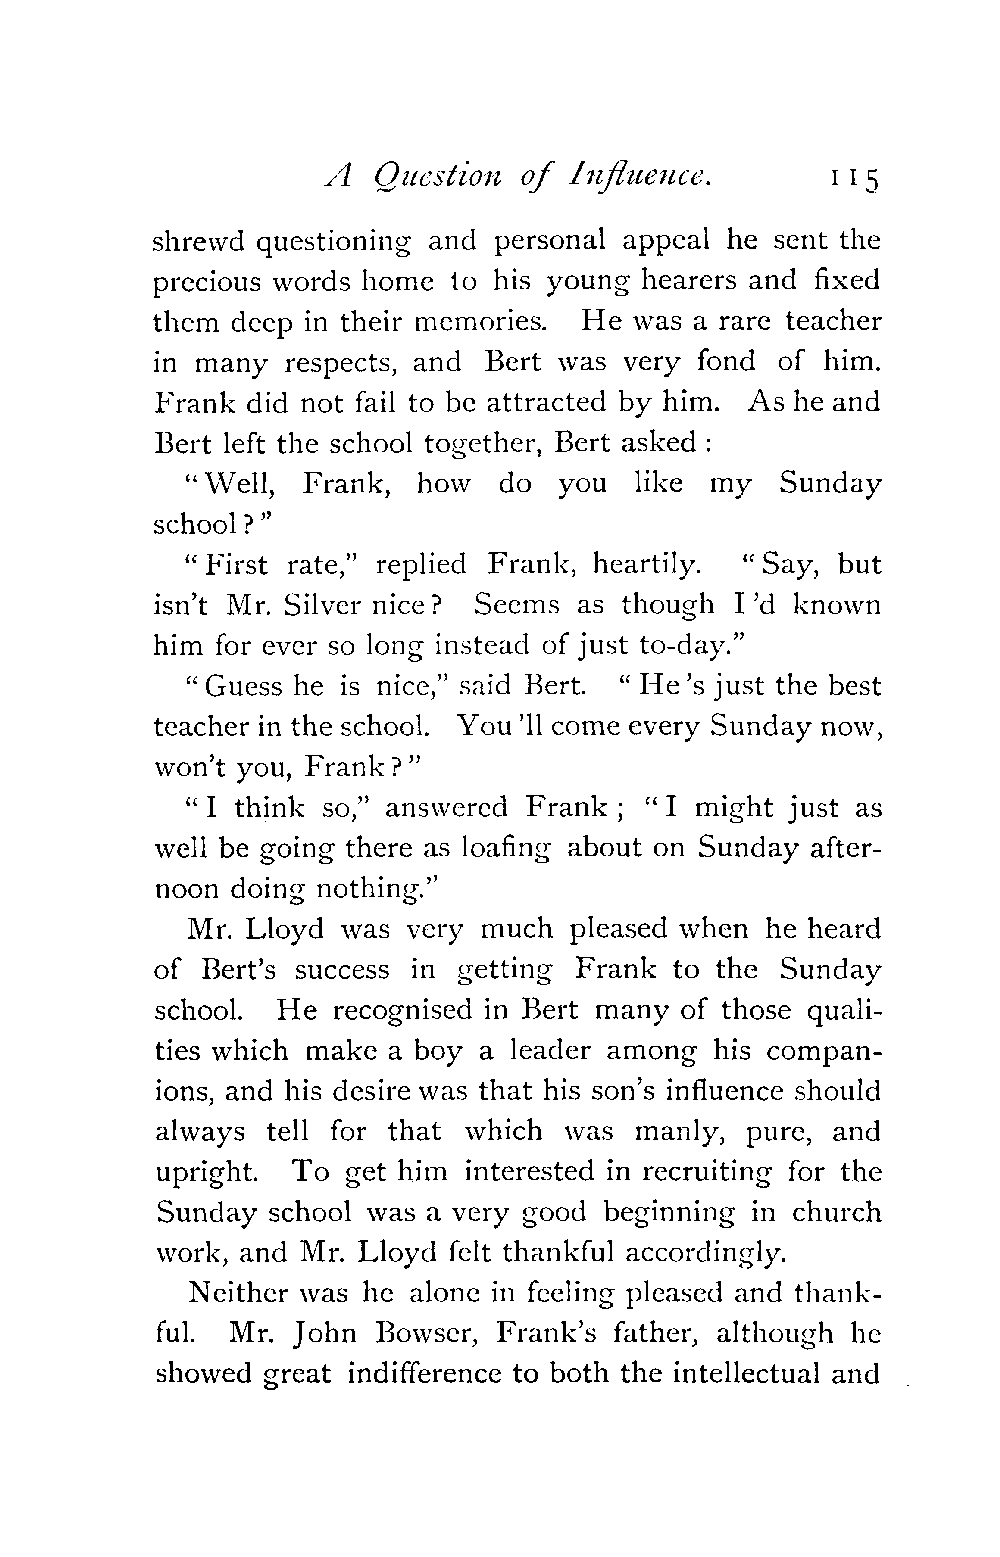 A Question of Influence. 115
shrewd questioning and personal appeal he sent the
precious words home to his young hearers and fixed
them deep in their memories. He was a rare teacher
in many respects, and Bert was very fond of him.
Frank did not fail to be attracted by him. As he and
Bert left the school together, Bert asked :
“ Well, Frank, how do you like my Sunday
school ? ”
“ First rate,” replied Frank, heartily. “ Say, but
isn’t Mr. Silver nice ? Seems as though I ’d known
him for ever so long instead of just to-day.”
“ Guess he is nice,” said Bert. “ He ’s just the best
teacher in the school. You ’ll come every Sunday now,
won’t you, Frank ? ”
“ I think so,” answered Frank ; “ I might just as
well be going there as loafing about on Sunday after-
noon doing nothing.”
Mr. Lloyd was very much pleased when he heard
of Bert’s success in getting Frank to the Sunday
school. He recognised in Bert many of those quali-
ties which make a boy a leader among his compan-
ions, and his desire was that his son’s influence should
always tell for that which was manly, pure, and
upright. To get him interested in recruiting for the
Sunday school was a very good beginning in church
work, and Mr. Lloyd felt thankful accordingly.
Neither was he alone in feeling pleased and thank-
ful. Mr. John Bowser, Frank’s father, although he
showed great indifference to both the intellectual and